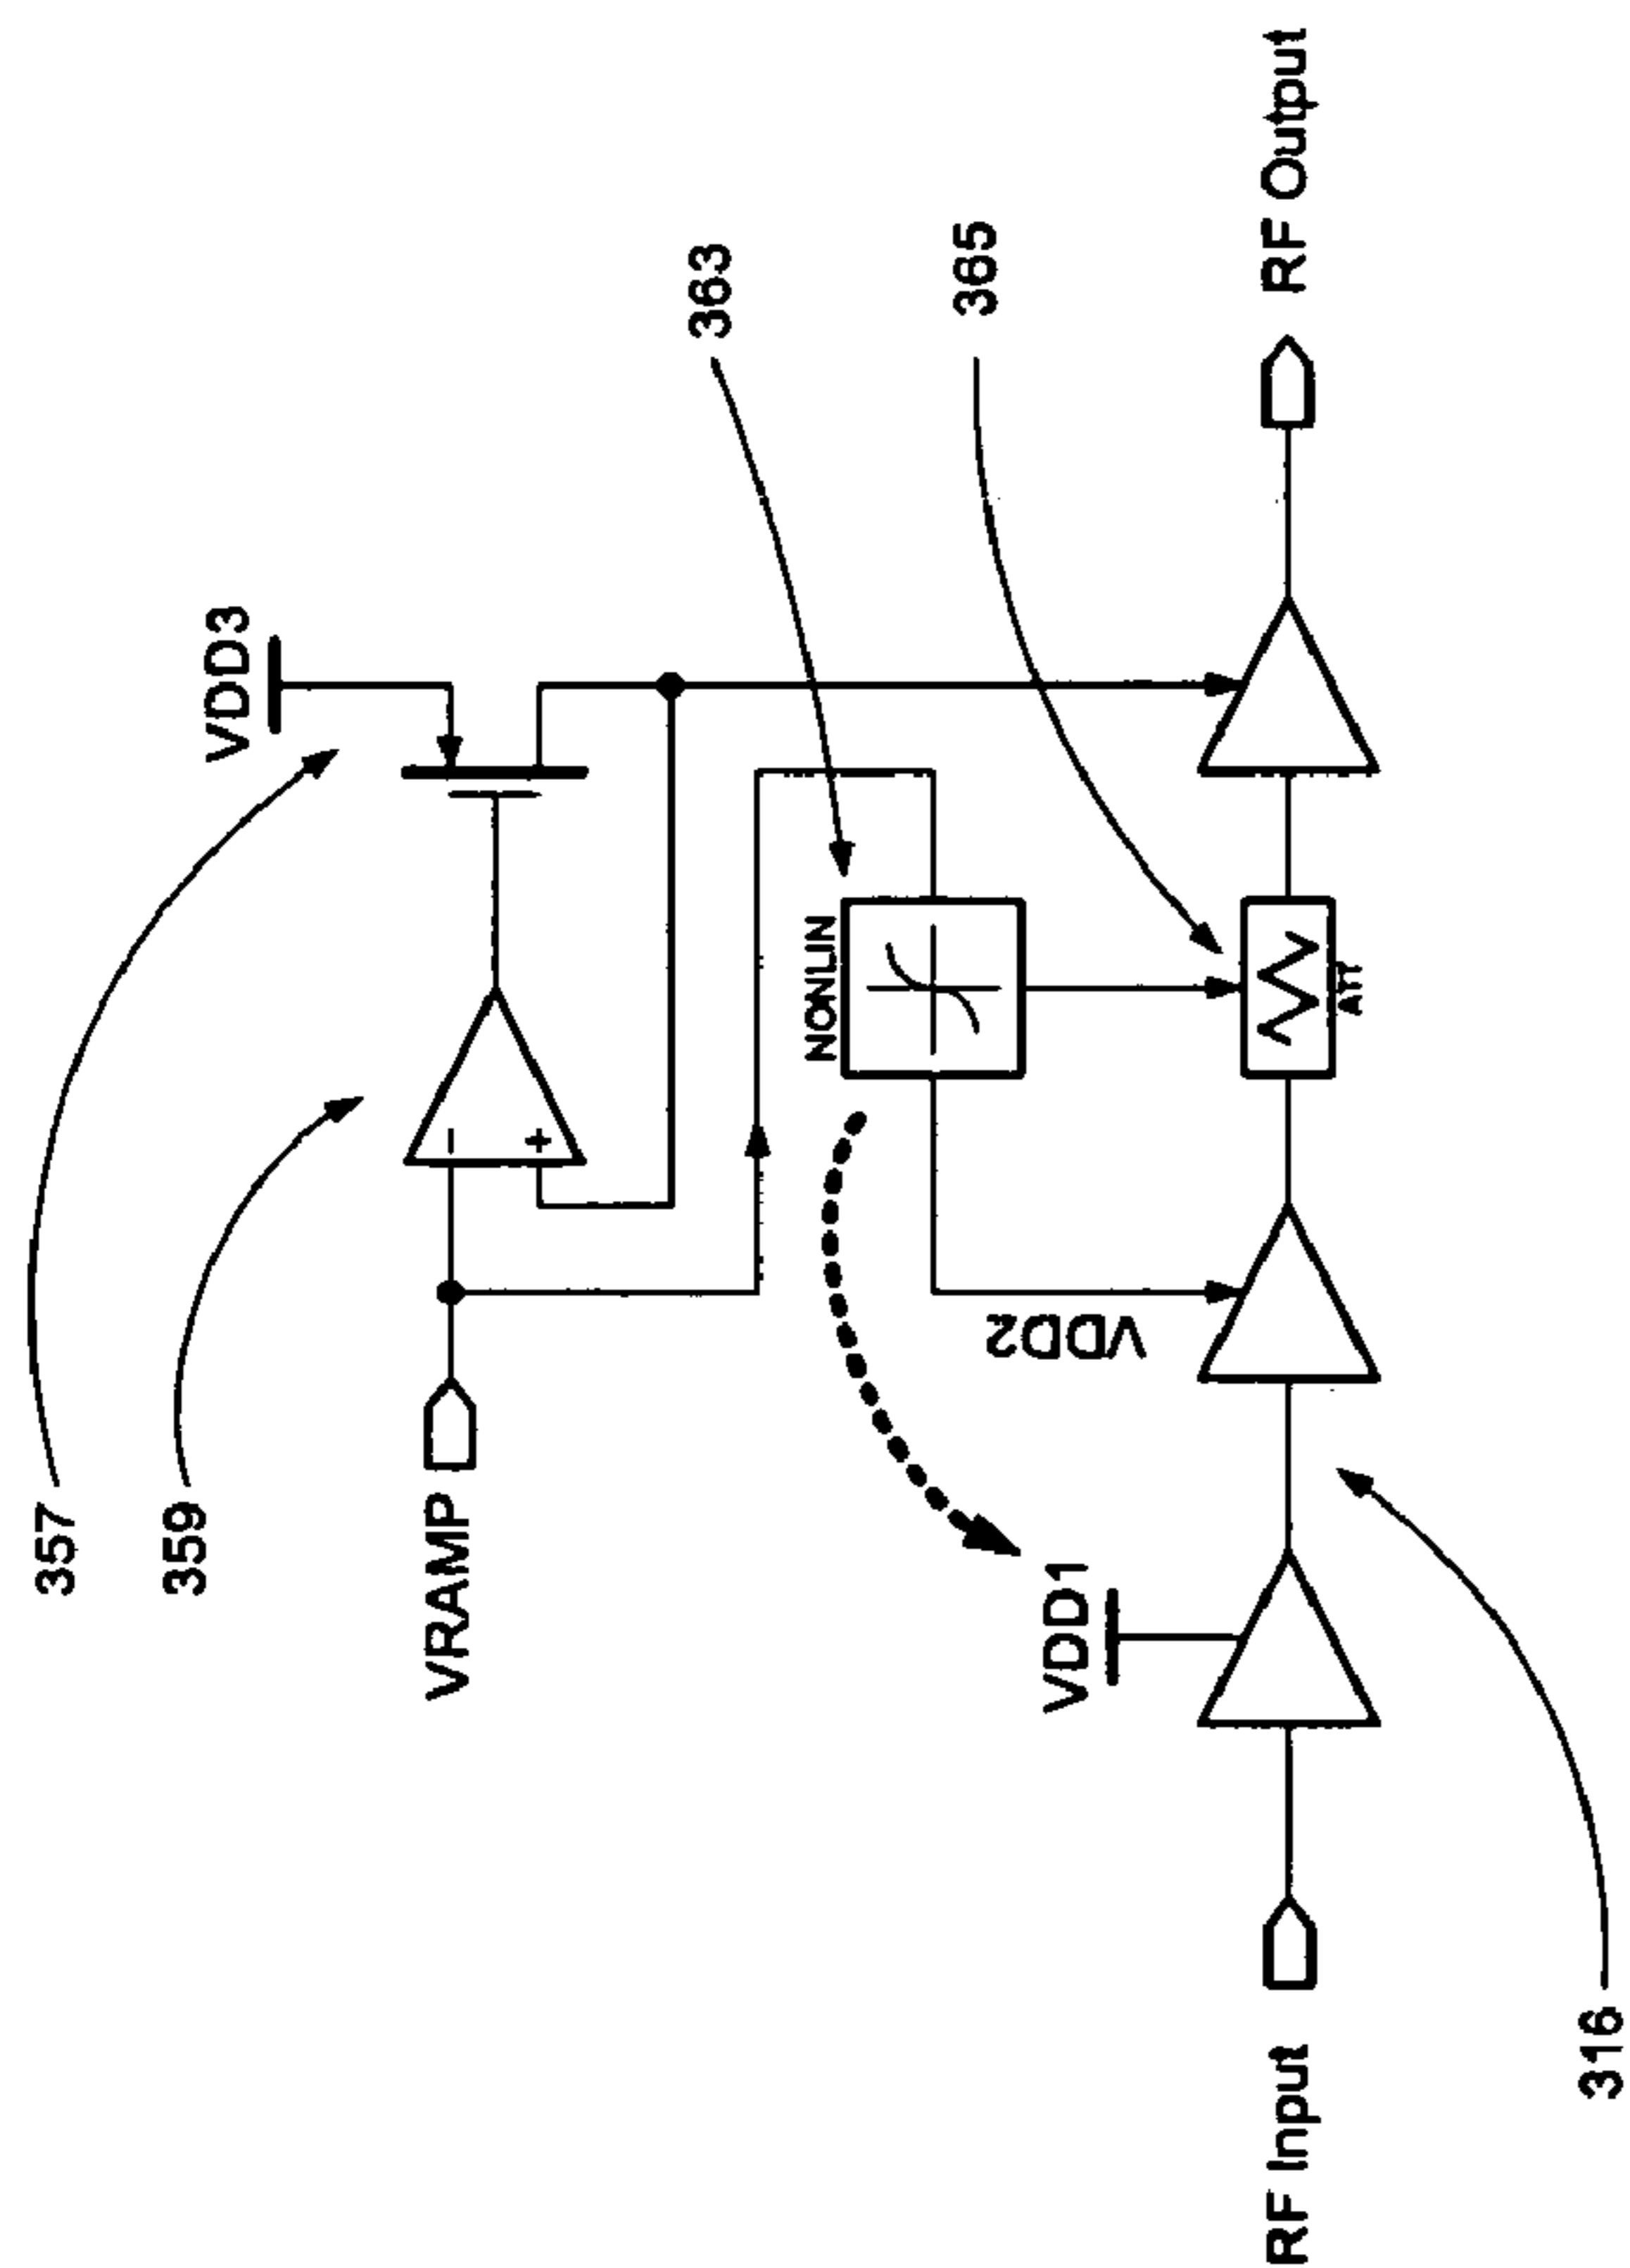 357
359
VDD3
VRAMP
−
+
363
NONLIN
365
VDD2
VDD1
ATT
RF Input
RF Output
316